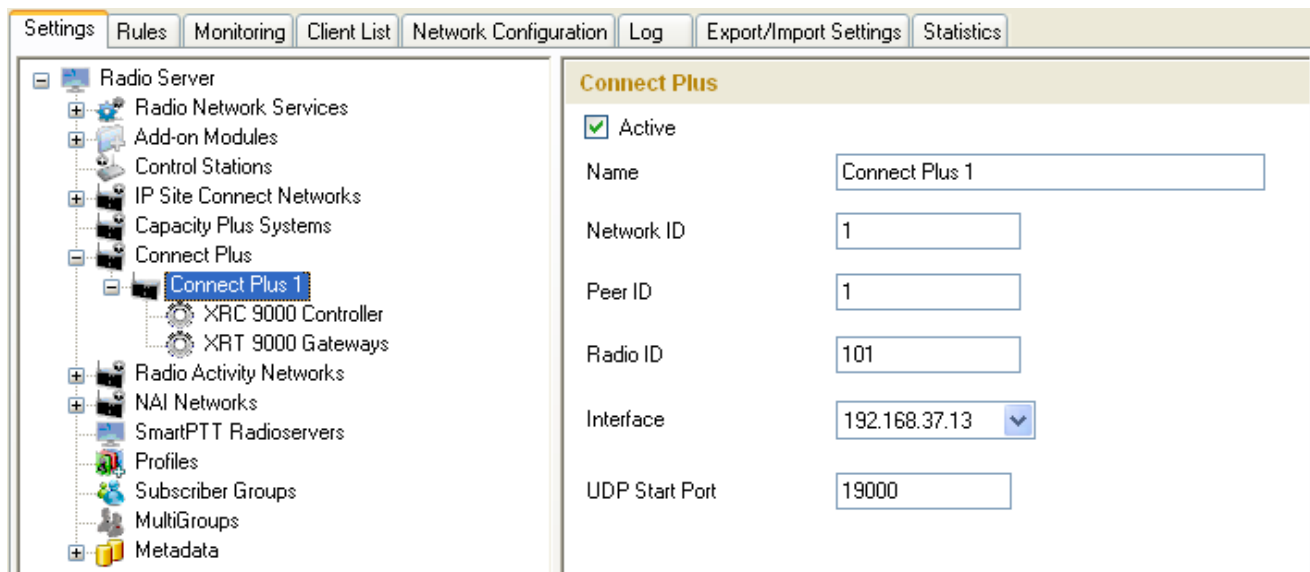 Settings Rules Monitoring Client List Network Configuration Log Export/Import Settings Statistics
Radio Server
Radio Network Services
Add-on Modules
Control Stations
IP Site Connect Networks
Capacity Plus Systems
Connect Plus
Connect Plus 1
XRC 9000 Controller
XRT 9000 Gateways
Radio Activity Networks
NAI Networks
SmartPTT Radioservers
Profiles
Subscriber Groups
MultiGroups
Metadata
Connect Plus
Active
Name Connect Plus 1
Network ID 1
Peer ID 1
Radio ID 101
Interface 192.168.37.13
UDP Start Port 19000